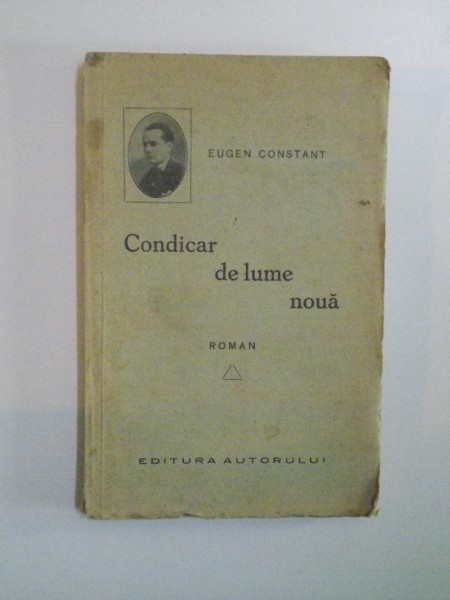 EUGEN CONSTANT
Condicar
de lume
nouă
ROMAN
EDITURA AUTORULUI